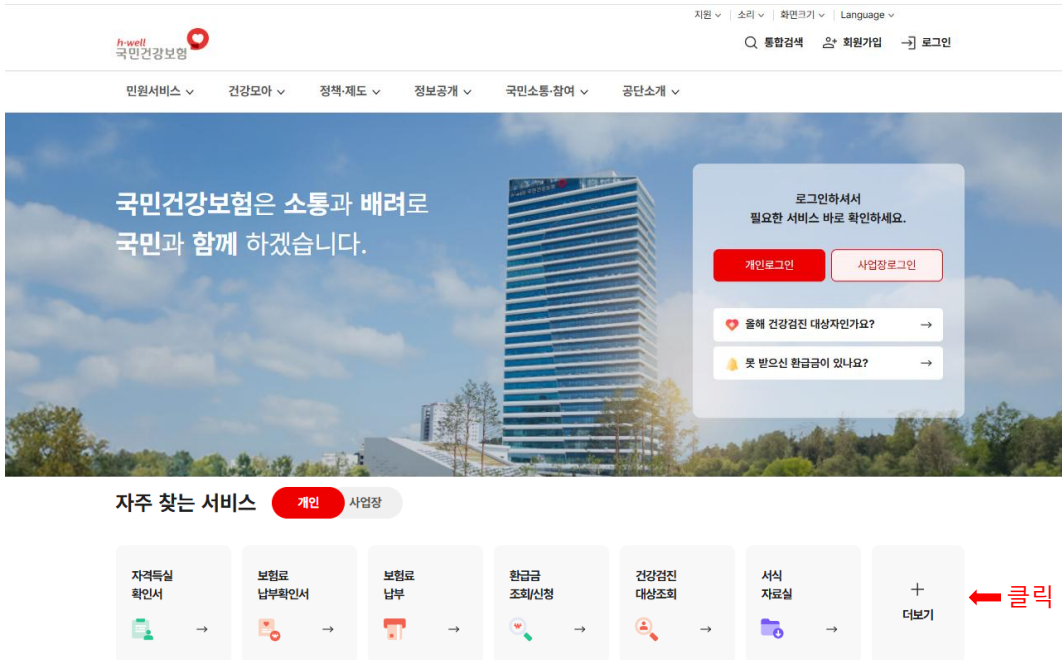 지원 소리 화면크기 Language
h·well
국민건강보험
통합검색 회원가입 로그인
민원서비스 건강모아 정책·제도 정보공개 국민소통·참여 공단소개
국민건강보험은 소통과 배려로
국민과 함께 하겠습니다.
로그인하셔서
필요한 서비스 바로 확인하세요.
개인로그인 사업장로그인
올해 건강검진 대상자인가요?
못 받으신 환급금이 있나요?
자주 찾는 서비스 개인 사업장
자격득실
확인서
보험료
납부확인서
보험료
납부
환급금
조회/신청
건강검진
대상조회
서식
자료실
더보기
클릭